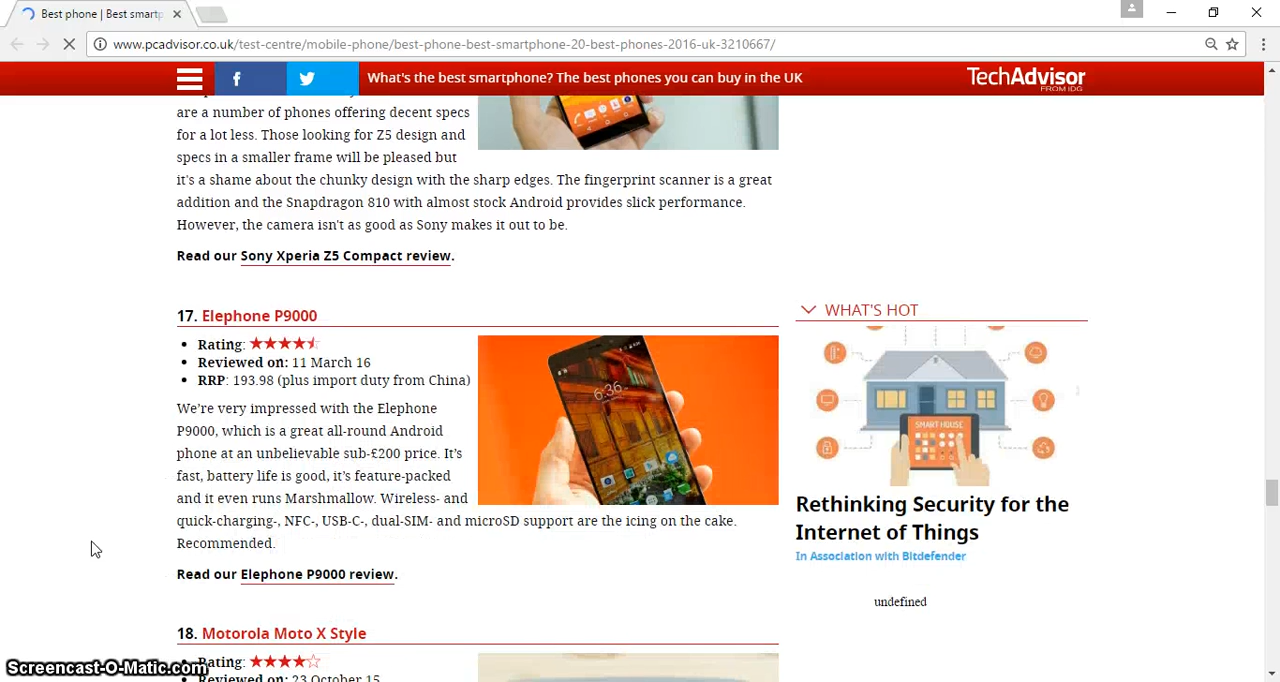 Best phone | Best smartp
www.pcadvisor.co.uk/test-centre/mobile-phone/best-phone-best-smartphone-20-best-phones-2016-uk-3210667/
What's the best smartphone? The best phones you can buy in the UK
TechAdvisor
FROM IDG
are a number of phones offering decent specs
for a lot less. Those looking for Z5 design and
specs in a smaller frame will be pleased but
it's a shame about the chunky design with the sharp edges. The fingerprint scanner is a great
addition and the Snapdragon 810 with almost stock Android provides slick performance.
However, the camera isn't as good as Sony makes it out to be.
Read our Sony Xperia Z5 Compact review.
17. Elephone P9000
Rating:
Reviewed on: 11 March 16
RRP: 193.98 (plus import duty from China)
We're very impressed with the Elephone
P9000, which is a great all-round Android
phone at an unbelievable sub-£200 price. It's
fast, battery life is good, it's feature-packed
and it even runs Marshmallow. Wireless- and
quick-charging-, NFC-, USB-C-, dual-SIM- and microSD support are the icing on the cake.
Recommended.
Read our Elephone P9000 review.
6:36
18. Motorola Moto X Style
Rating:
Reviewed on: 23 October 15
WHAT'S HOT
SMART HOUSE
Rethinking Security for the
Internet of Things
In Association with Bitdefender
undefined
Screencast-O-Matic.com